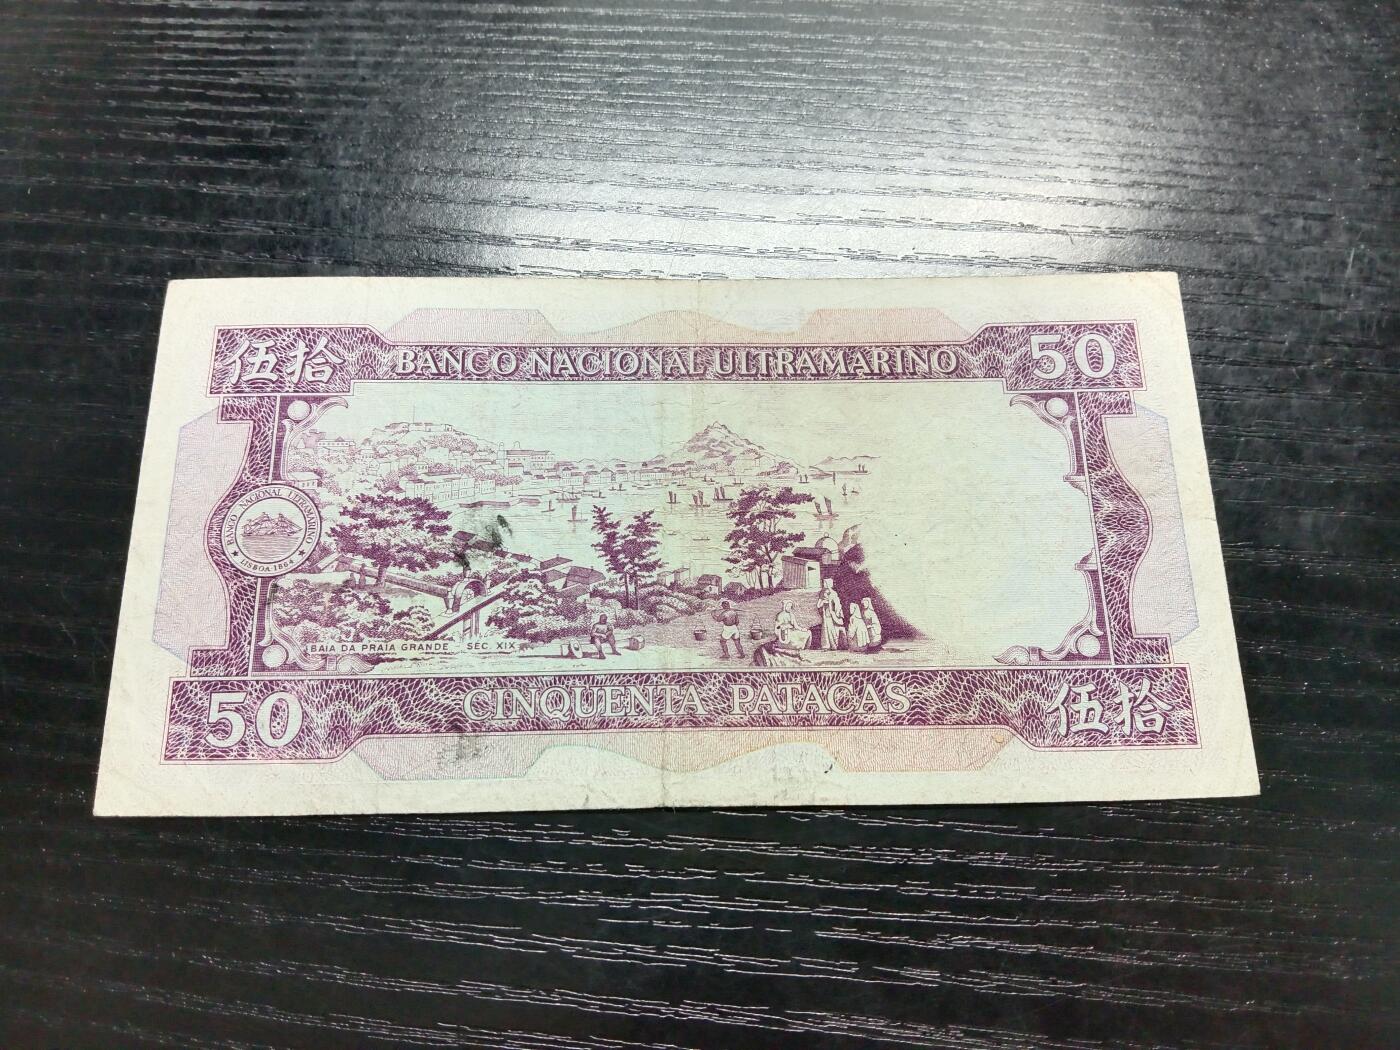 伍拾 BANCO NACIONAL ULTRAMARINO 50
BANCO NACIONAL ULTRAMARINO
LISBOA 1864
BAIA DA PRAIA GRANDE SEC XIX
50 CINQUENTA PATACAS 伍拾